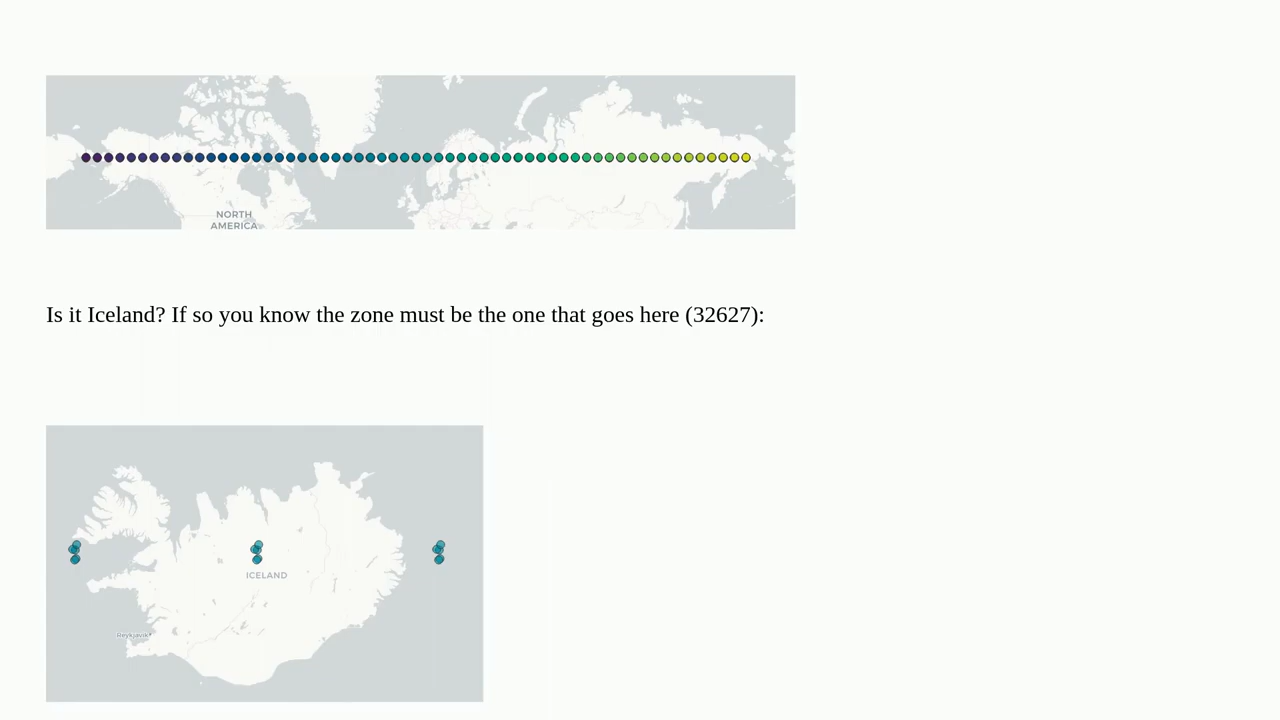 NORTH
AMERICA
Is it Iceland? If so you know the zone must be the one that goes here (32627):
ICELAND
Reykjavik